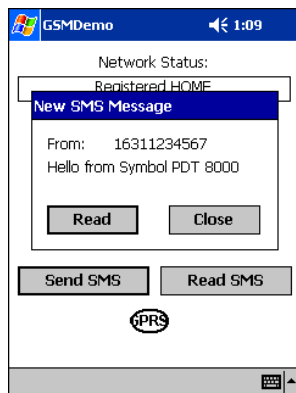 GSMDemo 1:09
Network Status:
Registered HOME
New SMS Message
From: 16311234567
Hello from Symbol PDT 8000
Read Close
Send SMS Read SMS
GPRS